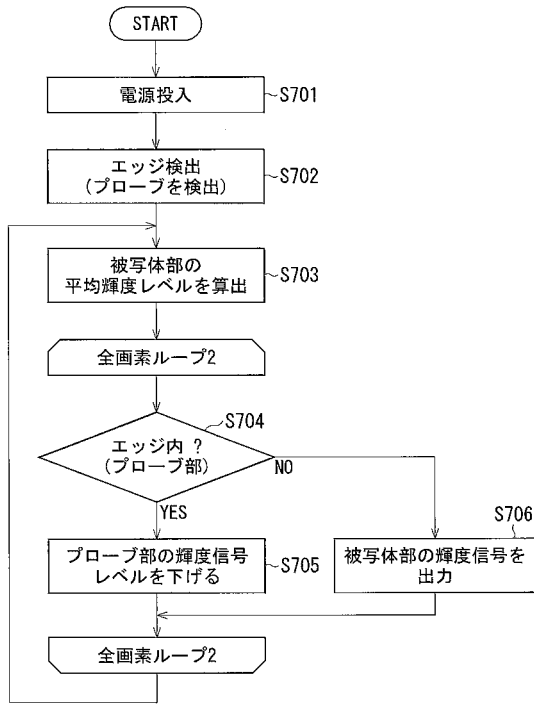 START
電源投入
S701
エッジ検出
(プローブを検出)
S702
被写体部の
平均輝度レベルを算出
S703
全画素ループ2
S704
エッジ内 ?
(プローブ部)
NO
YES
S706
プローブ部の輝度信号
レベルを下げる
S705
被写体部の輝度信号を
出力
全画素ループ2